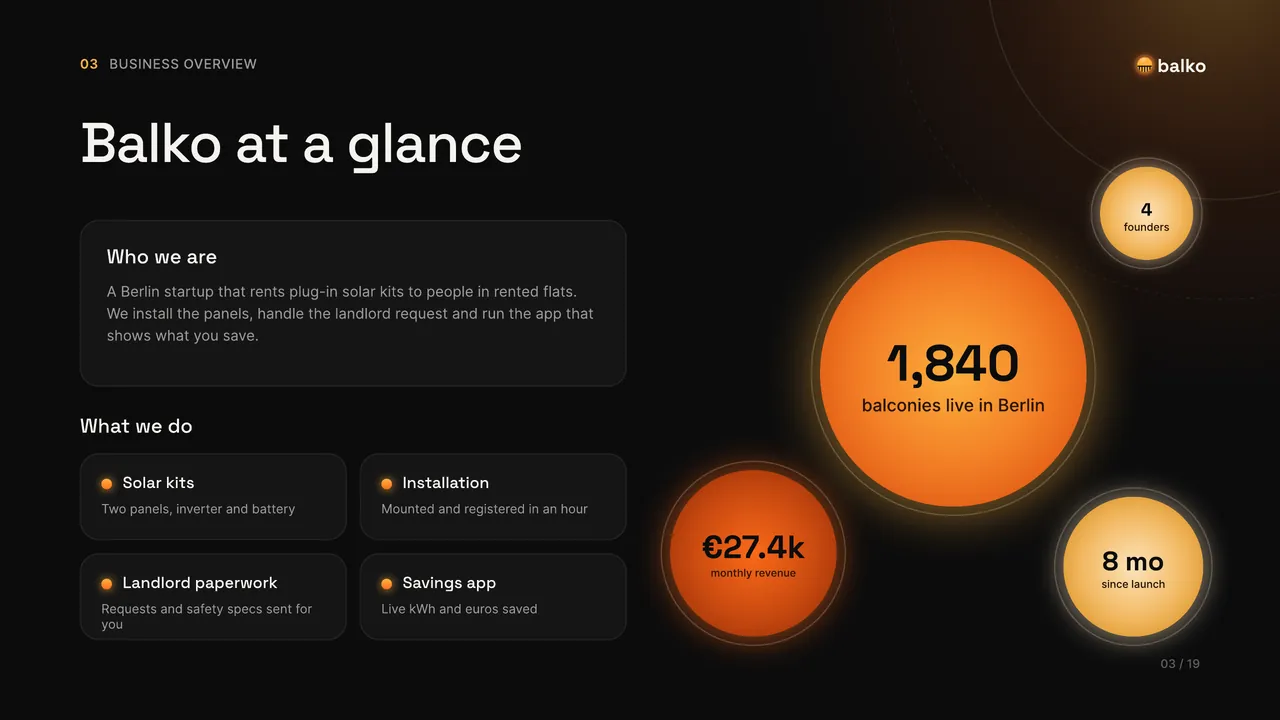 03 BUSINESS OVERVIEW
balko
Balko at a glance
Who we are
A Berlin startup that rents plug-in solar kits to people in rented flats.
We install the panels, handle the landlord request and run the app that
shows what you save.
What we do
Solar kits
Two panels, inverter and battery
Installation
Mounted and registered in an hour
Landlord paperwork
Requests and safety specs sent for
you
Savings app
Live kWh and euros saved
4
founders
1,840
balconies live in Berlin
€27.4k
monthly revenue
8 mo
since launch
03 / 19